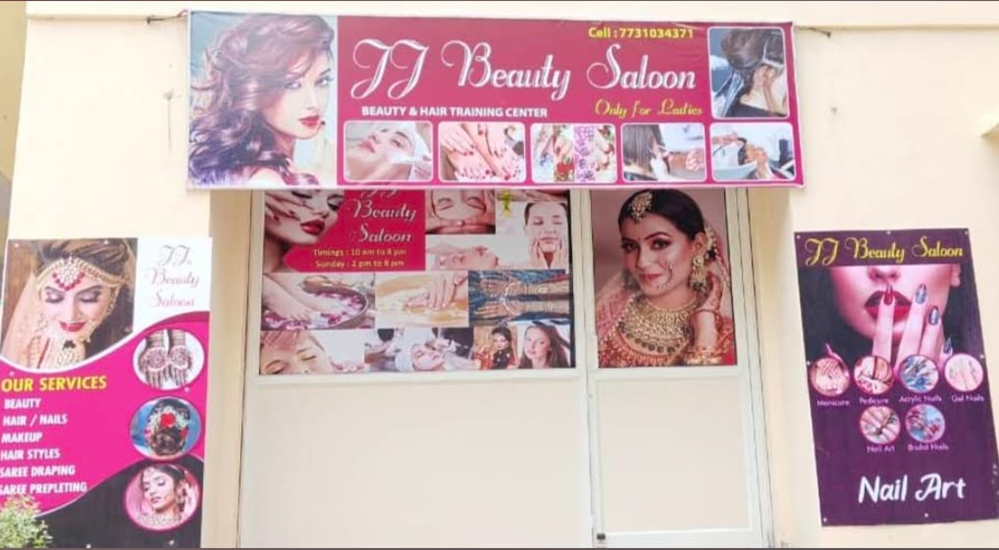 Cell : 7731034371
JJ Beauty Saloon
BEAUTY & HAIR TRAINING CENTER
Only for Ladies
JJ
Beauty
Saloon
Timings : 10 am to 8 pm
Sunday : 2 pm to 8 pm
JJs
Beauty
Saloon
OUR SERVICES
BEAUTY
HAIR / NAILS
MAKEUP
HAIR STYLES
SAREE DRAPING
SAREE PREPLETING
JJ Beauty Saloon
Menicure Pedicure Acrylic Nails Gel Nails
Nail Art Bridal Nails
Nail Art